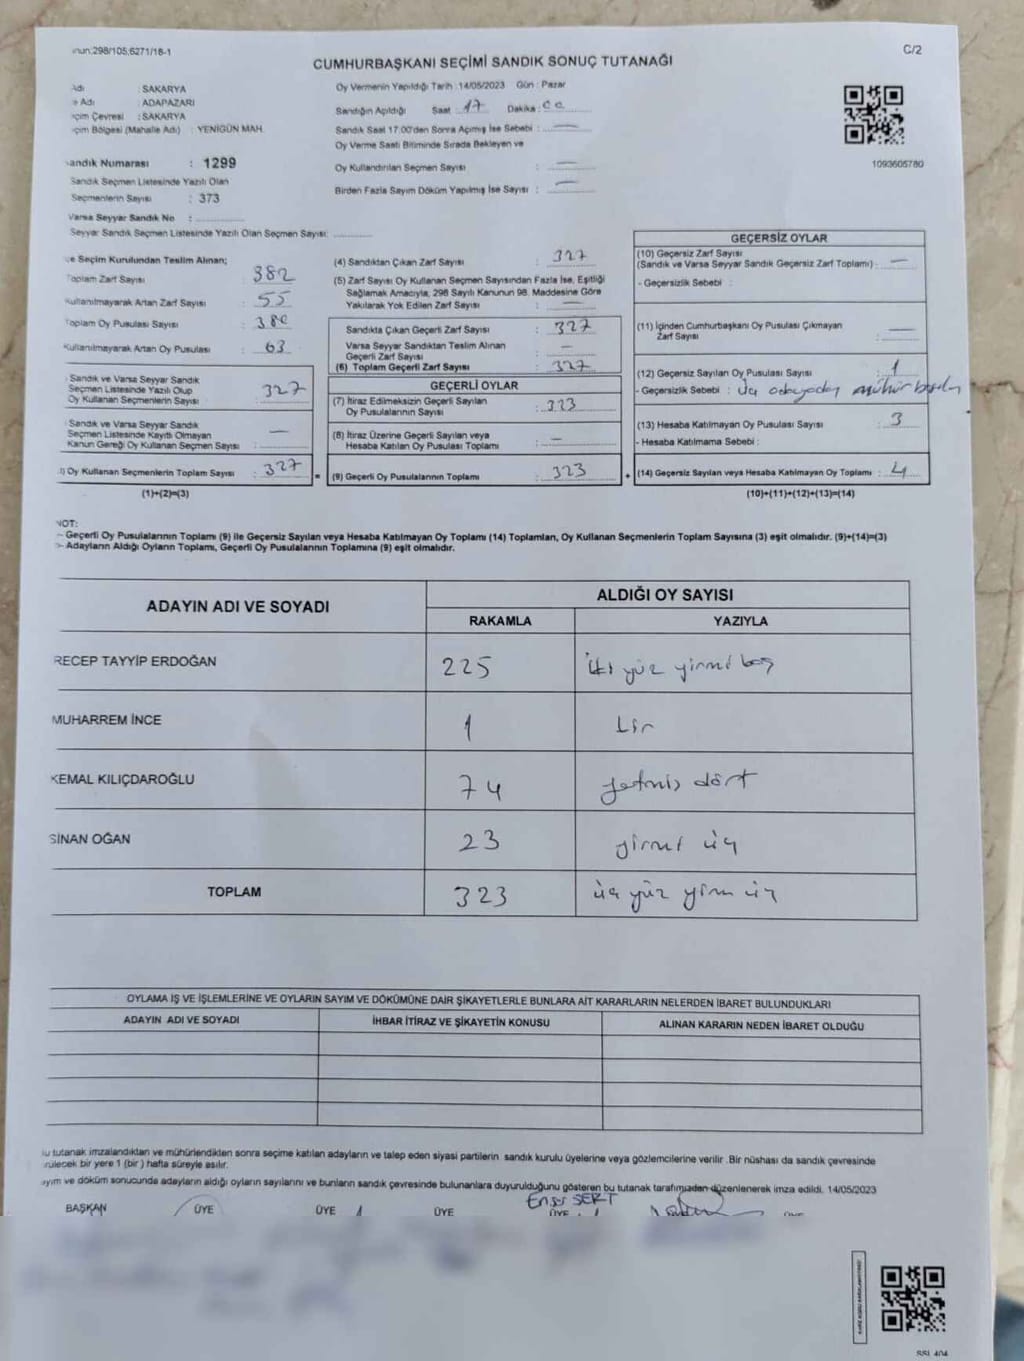 nun:298/105;6271/18-1
C/2
CUMHURBAŞKANI SEÇİMİ SANDIK SONUÇ TUTANAĞI
Adı : SAKARYA
e Adı : ADAPAZARI
çim Çevresi : SAKARYA
çim Bölgesi (Mahalle Adı) : YENİGÜN MAH.
andık Numarası : 1299
Sandık Seçmen Listesinde Yazılı Olan
Seçmenlerin Sayısı : 373
Varsa Seyyar Sandık No :
Seyyar Sandık Seçmen Listesinde Yazılı Olan Seçmen Sayısı:
Oy Vermenin Yapıldığı Tarih :14/05/2023 Gün : Pazar
Sandığın Açıldığı Saat : 17 Dakika :
Sandık Saat 17:00'den Sonra Açılmış İse Sebebi : —
Oy Verme Saati Bitiminde Sırada Bekleyen ve
Oy Kullandırılan Seçmen Sayısı : —
Birden Fazla Sayım Döküm Yapılmış İse Sayısı : —
1093605780
e Seçim Kurulundan Teslim Alınan;
Toplam Zarf Sayısı : 382
Kullanılmayarak Artan Zarf Sayısı : 55
Toplam Oy Pusulası Sayısı :
Kullanılmayarak Artan Oy Pusulası : 63
Sandık ve Varsa Seyyar Sandık
Seçmen Listesinde Yazılı Olup
Oy Kullanan Seçmenlerin Sayısı : 327
Sandık ve Varsa Seyyar Sandık
Seçmen Listesinde Kayıtlı Olmayan
Kanun Gereği Oy Kullanan Seçmen Sayısı : —
) Oy Kullanan Seçmenlerin Toplam Sayısı : 327 =
(1)+(2)=(3)
(4) Sandıktan Çıkan Zarf Sayısı : 327
(5) Zarf Sayısı Oy Kullanan Seçmen Sayısından Fazla İse, Eşitliği
Sağlamak Amacıyla, 298 Sayılı Kanunun 98. Maddesine Göre
Yakılarak Yok Edilen Zarf Sayısı : —
Sandıkta Çıkan Geçerli Zarf Sayısı : 327
Varsa Seyyar Sandıktan Teslim Alınan
Geçerli Zarf Sayısı : —
(6) Toplam Geçerli Zarf Sayısı : 327
GEÇERLİ OYLAR
(7) İtiraz Edilmeksizin Geçerli Sayılan
Oy Pusulalarının Sayısı : 323
(8) İtiraz Üzerine Geçerli Sayılan veya
Hesaba Katılan Oy Pusulası Toplamı : —
(9) Geçerli Oy Pusulalarının Toplamı : 323 +
GEÇERSİZ OYLAR
(10) Geçersiz Zarf Sayısı
(Sandık ve Varsa Seyyar Sandık Geçersiz Zarf Toplamı) : —
- Geçersizlik Sebebi :
(11) İçinden Cumhurbaşkanı Oy Pusulası Çıkmayan
Zarf Sayısı : —
(12) Geçersiz Sayılan Oy Pusulası Sayısı : 1
- Geçersizlik Sebebi : Üç mühür
(13) Hesaba Katılmayan Oy Pusulası Sayısı : 3
- Hesaba Katılmama Sebebi :
(14) Geçersiz Sayılan veya Hesaba Katılmayan Oy Toplamı : 4
(10)+(11)+(12)+(13)=(14)
NOT:
– Geçerli Oy Pusulalarının Toplamı (9) ile Geçersiz Sayılan veya Hesaba Katılmayan Oy Toplamı (14) Toplamları, Oy Kullanan Seçmenlerin Toplam Sayısına (3) eşit olmalıdır. (9)+(14)=(3)
– Adayların Aldığı Oyların Toplamı, Geçerli Oy Pusulalarının Toplamına (9) eşit olmalıdır.
ADAYIN ADI VE SOYADI
ALDIĞI OY SAYISI
RAKAMLA YAZIYLA
RECEP TAYYİP ERDOĞAN 225 iki yüz yirmi beş
MUHARREM İNCE 1 bir
KEMAL KILIÇDAROĞLU 74 yetmiş dört
SİNAN OĞAN 23 yirmi üç
TOPLAM 323 üç yüz yirmi üç
OYLAMA İŞ VE İŞLEMLERİNE VE OYLARIN SAYIM VE DÖKÜMÜNE DAİR ŞİKAYETLERLE BUNLARA AİT KARARLARIN NELERDEN İBARET BULUNDUKLARI
ADAYIN ADI VE SOYADI İHBAR İTİRAZ VE ŞİKAYETİN KONUSU ALINAN KARARIN NEDEN İBARET OLDUĞU
u tutanak imzalandıktan ve mühürlendikten sonra seçime katılan adayların ve talep eden siyasi partilerin sandık kurulu üyelerine veya gözlemcilerine verilir .Bir nüshası da sandık çevresinde
rülecek bir yere 1 (bir ) hafta süreyle asılır.
ayım ve döküm sonucunda adayların aldığı oyların sayılarını ve bunların sandık çevresinde bulunanlara duyurulduğunu gösteren bu tutanak tarafımızdan düzenlenerek imza edildi. 14/05/2023
SERT
BAŞKAN ÜYE ÜYE ÜYE ÜYE ÜYE